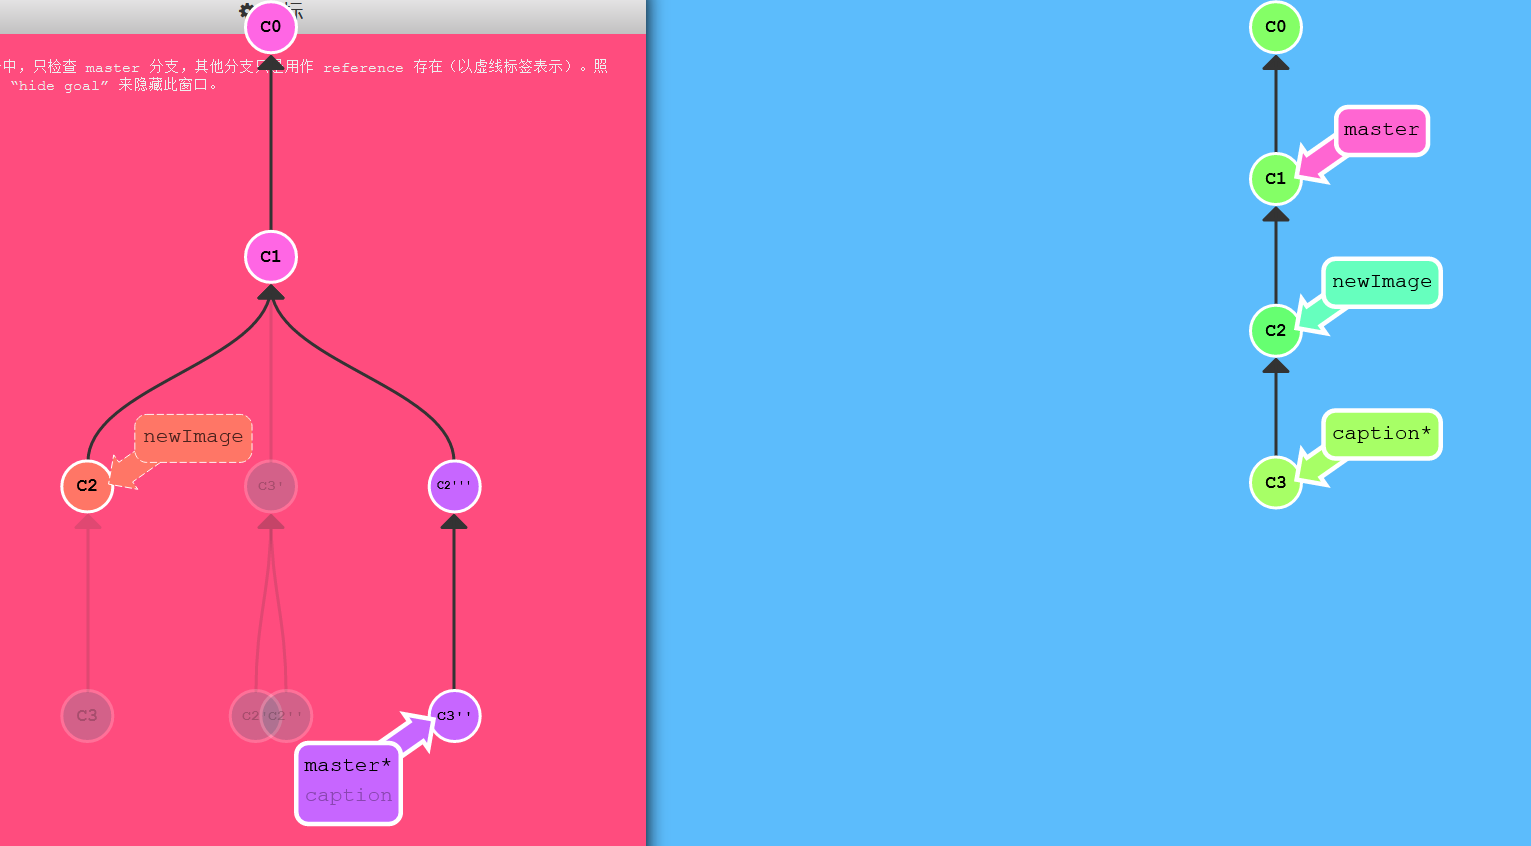 标
C0
中，只检查 master 分支，其他分支只是用作 reference 存在（以虚线标签表示）。照
“hide goal” 来隐藏此窗口。
C1
newImage
C2
C3'
C2'''
C3
C2'
C2''
C3''
master*
caption
C0
master
C1
newImage
C2
caption*
C3